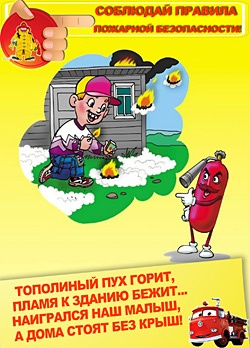 СОБЛЮДАЙ ПРАВИЛА
ПОЖАРНОЙ БЕЗОПАСНОСТИ!
ТОПОЛИНЫЙ ПУХ ГОРИТ,
ПЛАМЯ К ЗДАНИЮ БЕЖИТ...
НАИГРАЛСЯ НАШ МАЛЫШ,
А ДОМА СТОЯТ БЕЗ КРЫШ!